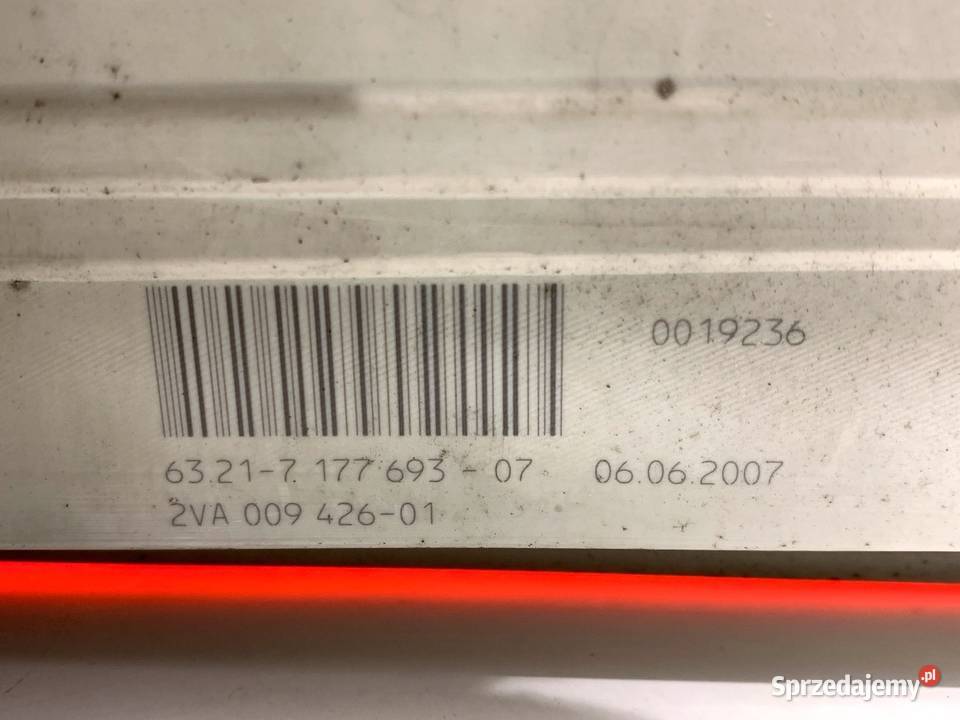 0019236
63.21-7 177 693 - 07 06.06.2007
2VA 009 426-01
Sprzedajemy.pl